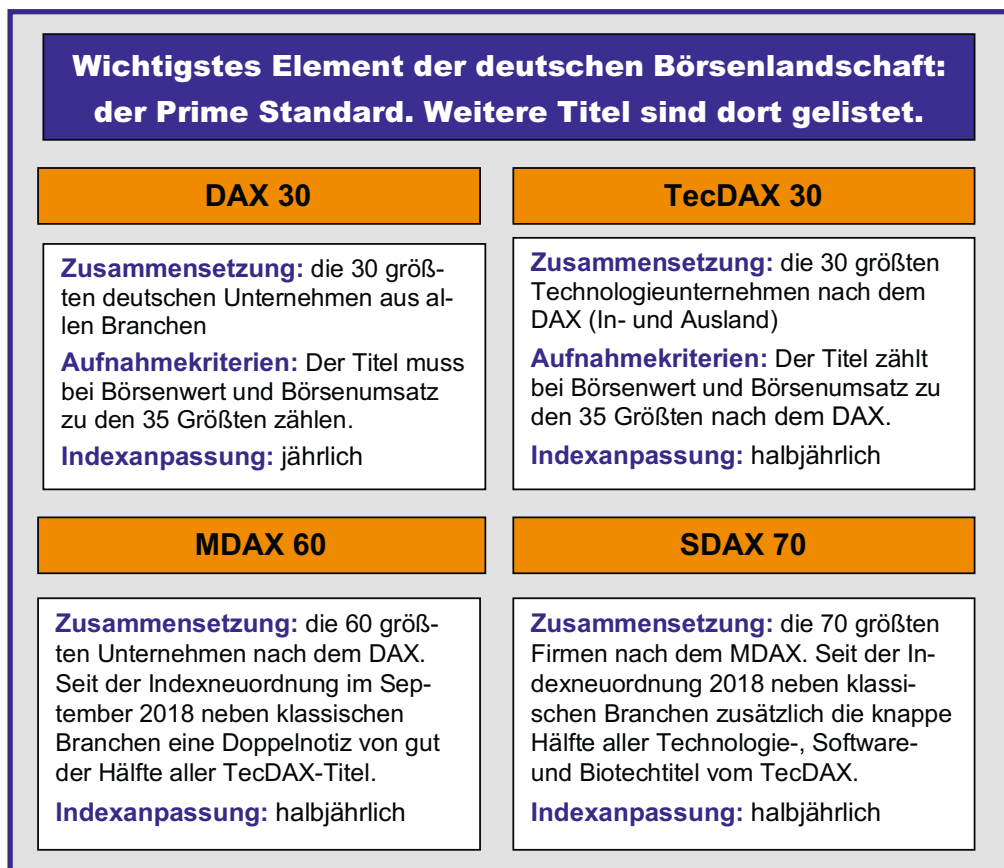 Wichtigstes Element der deutschen Börsenlandschaft:
der Prime Standard. Weitere Titel sind dort gelistet.
DAX 30
Zusammensetzung: die 30 größ-
ten deutschen Unternehmen aus al-
len Branchen
Aufnahmekriterien: Der Titel muss
bei Börsenwert und Börsenumsatz
zu den 35 Größten zählen.
Indexanpassung: jährlich
TecDAX 30
Zusammensetzung: die 30 größten
Technologieunternehmen nach dem
DAX (In- und Ausland)
Aufnahmekriterien: Der Titel zählt
bei Börsenwert und Börsenumsatz zu
den 35 Größten nach dem DAX.
Indexanpassung: halbjährlich
MDAX 60
Zusammensetzung: die 60 größ-
ten Unternehmen nach dem DAX.
Seit der Indexneuordnung im Sep-
tember 2018 neben klassischen
Branchen eine Doppelnotiz von gut
der Hälfte aller TecDAX-Titel.
Indexanpassung: halbjährlich
SDAX 70
Zusammensetzung: die 70 größten
Firmen nach dem MDAX. Seit der In-
dexneuordnung 2018 neben klassi-
schen Branchen zusätzlich die knappe
Hälfte aller Technologie-, Software-
und Biotechtitel vom TecDAX.
Indexanpassung: halbjährlich